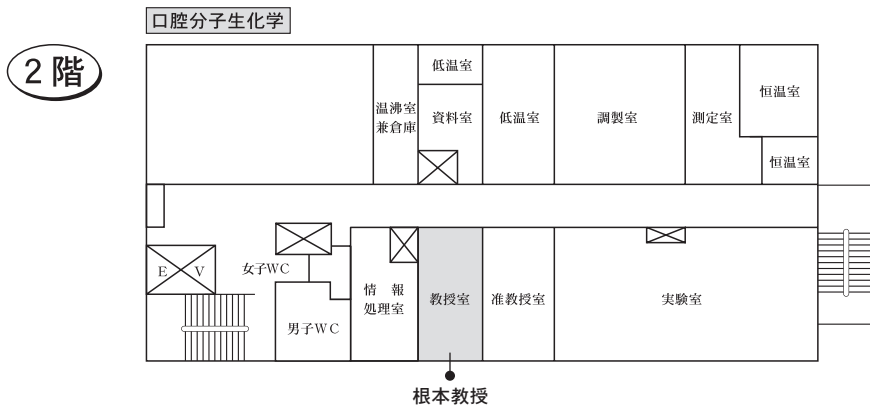 口腔分子生化学
2階
低温室
温沸室
兼倉庫
資料室
低温室
調製室
測定室
恒温室
恒温室
E V
女子WC
男子WC
情 報
処理室
教授室
准教授室
実験室
根本教授